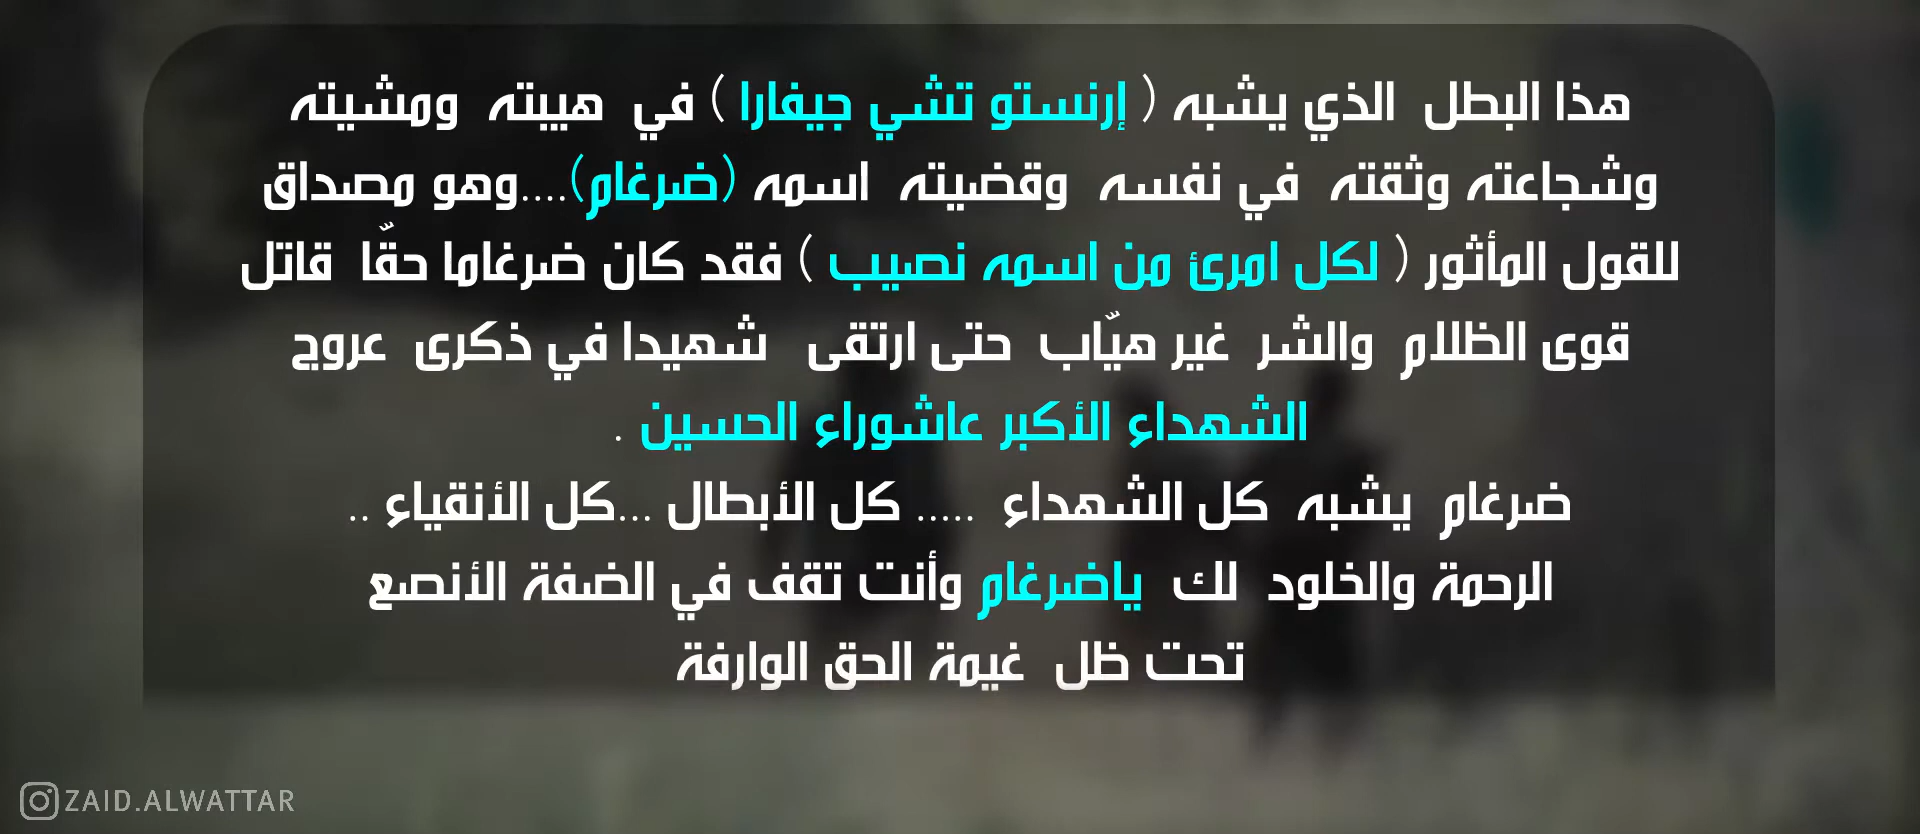 هذا البطل الذي يشبه ( إرنستو تشي جيفارا ) في هيبته ومشيته
وشجاعته وثقته في نفسه وقضيته اسمه (ضرغام)....وهو مصداق
للقول المأثور ( لكل امرئ من اسمه نصيب ) فقد كان ضرغاما حقّا قاتل
قوى الظلام والشر غير هيّاب حتى ارتقى شهيدا في ذكرى عروج
الشهداء الأكبر عاشوراء الحسين .
ضرغام يشبه كل الشهداء ..... كل الأبطال ...كل الأنقياء ..
الرحمة والخلود لك ياضرغام وأنت تقف في الضفة الأنصع
تحت ظل غيمة الحق الوارفة
ZAID.ALWATTAR